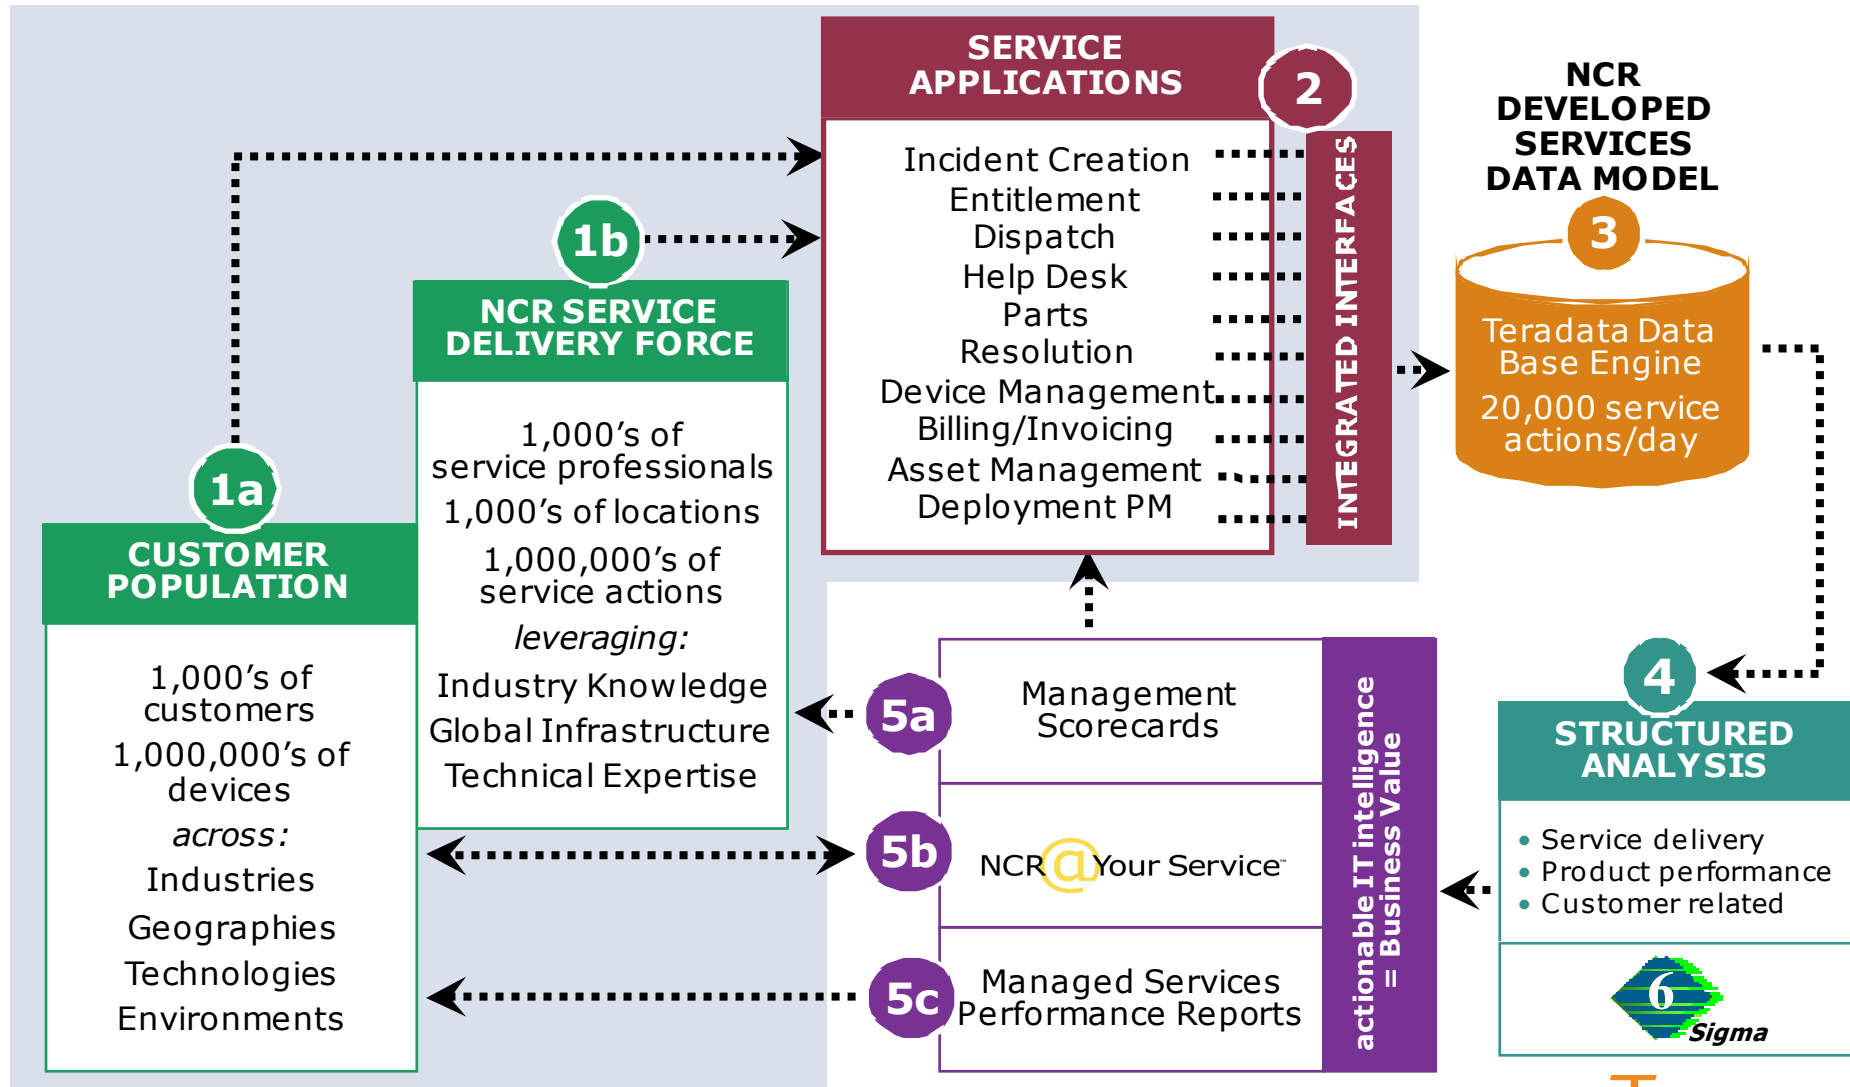 SERVICE
APPLICATIONS
2
Incident Creation
Entitlement
Dispatch
Help Desk
Parts
Resolution
Device Management
Billing/Invoicing
Asset Management
Deployment PM
INTEGRATED INTERFACES
NCR
DEVELOPED
SERVICES
DATA MODEL
3
Teradata Data
Base Engine
20,000 service
actions/day
1b
NCR SERVICE
DELIVERY FORCE
1,000’s of
service professionals
1,000’s of locations
1,000,000’s of
service actions
leveraging:
Industry Knowledge
Global Infrastructure
Technical Expertise
1a
CUSTOMER
POPULATION
1,000’s of
customers
1,000,000’s of
devices
across:
Industries
Geographies
Technologies
Environments
5a
Management
Scorecards
5b
NCR@Your Service™
5c
Managed Services
Performance Reports
actionable IT intelligence
= Business Value
4
STRUCTURED
ANALYSIS
• Service delivery
• Product performance
• Customer related
6
Sigma